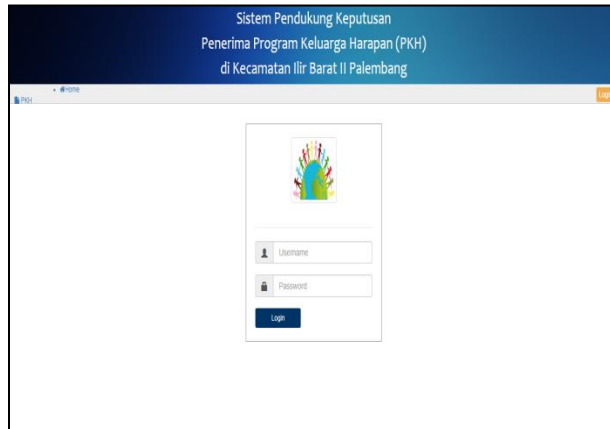 Sistem Pendukung Keputusan
Penerima Program Keluarga Harapan (PKH)
di Kecamatan Ilir Barat II Palembang
Home
PKH
Login
Username
Password
Login